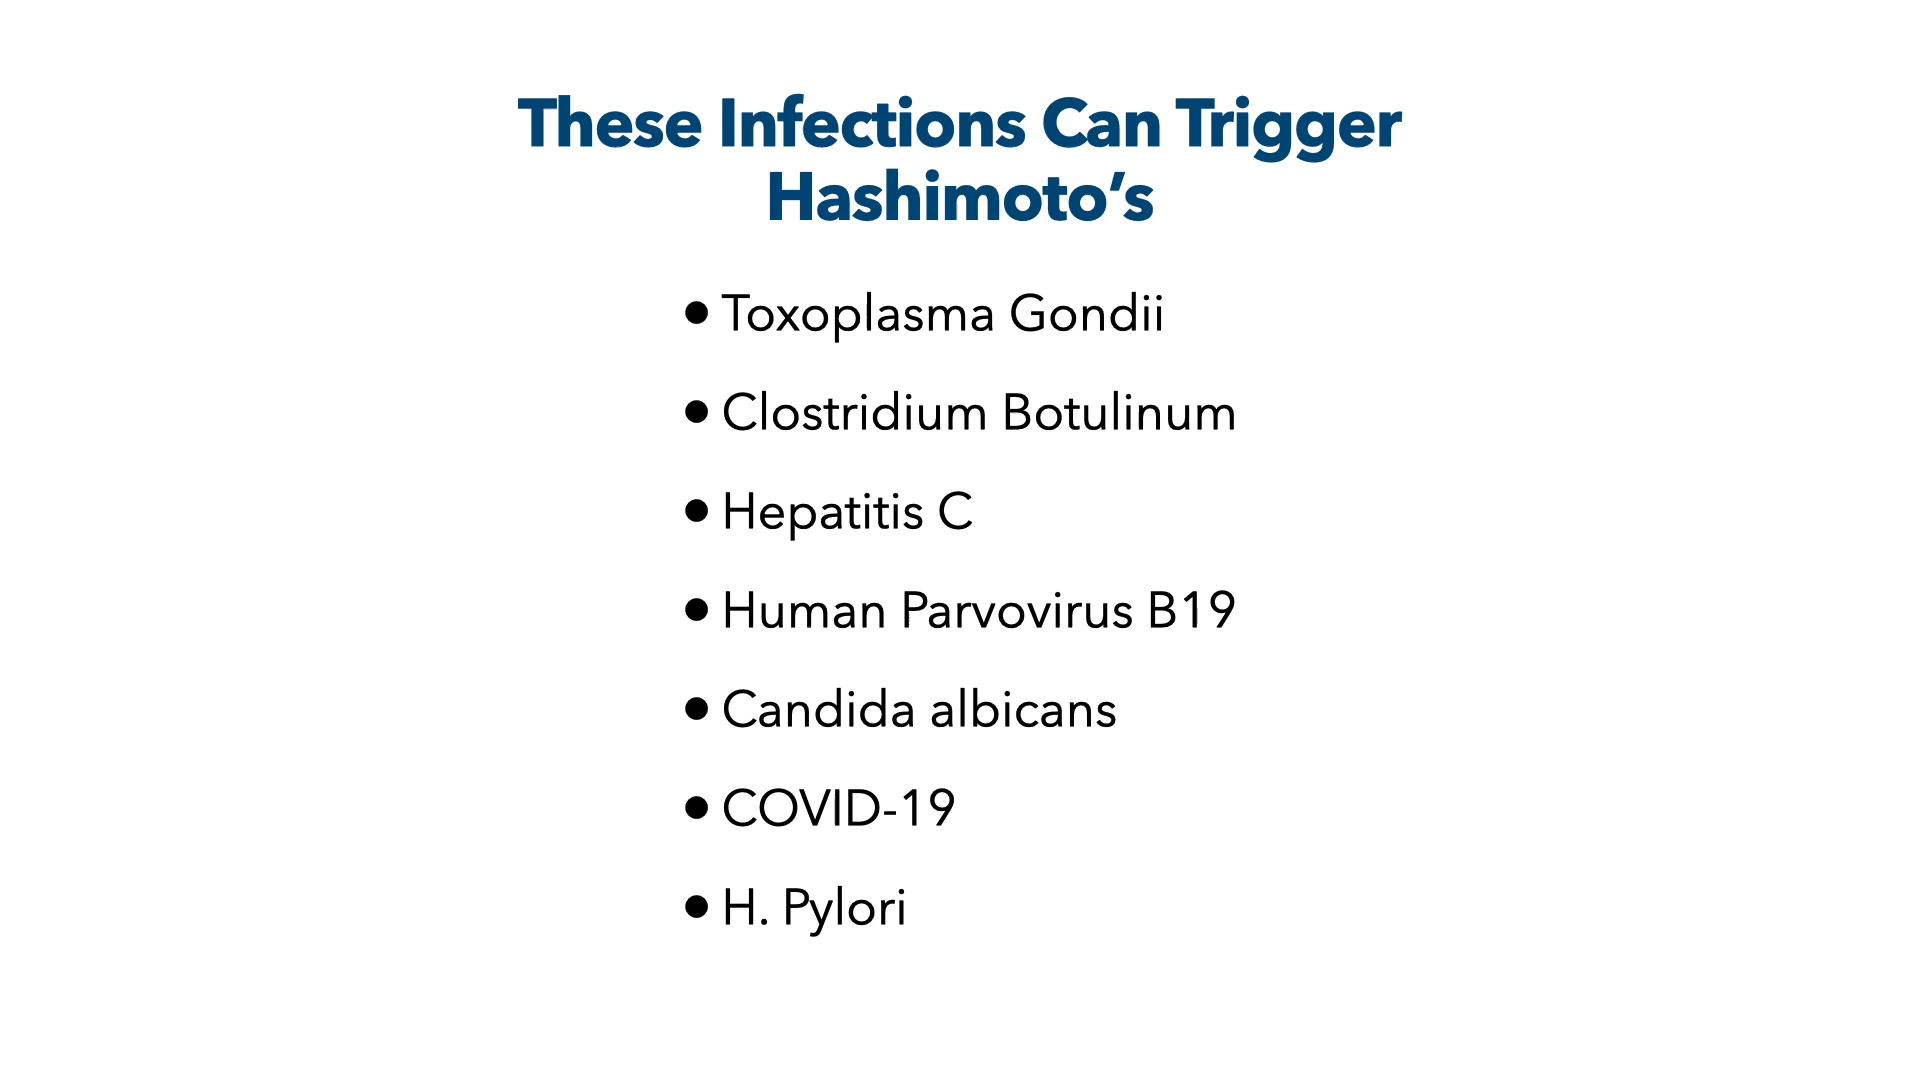 These Infections Can Trigger
Hashimoto’s
• Toxoplasma Gondii
• Clostridium Botulinum
• Hepatitis C
• Human Parvovirus B19
• Candida albicans
• COVID-19
• H. Pylori